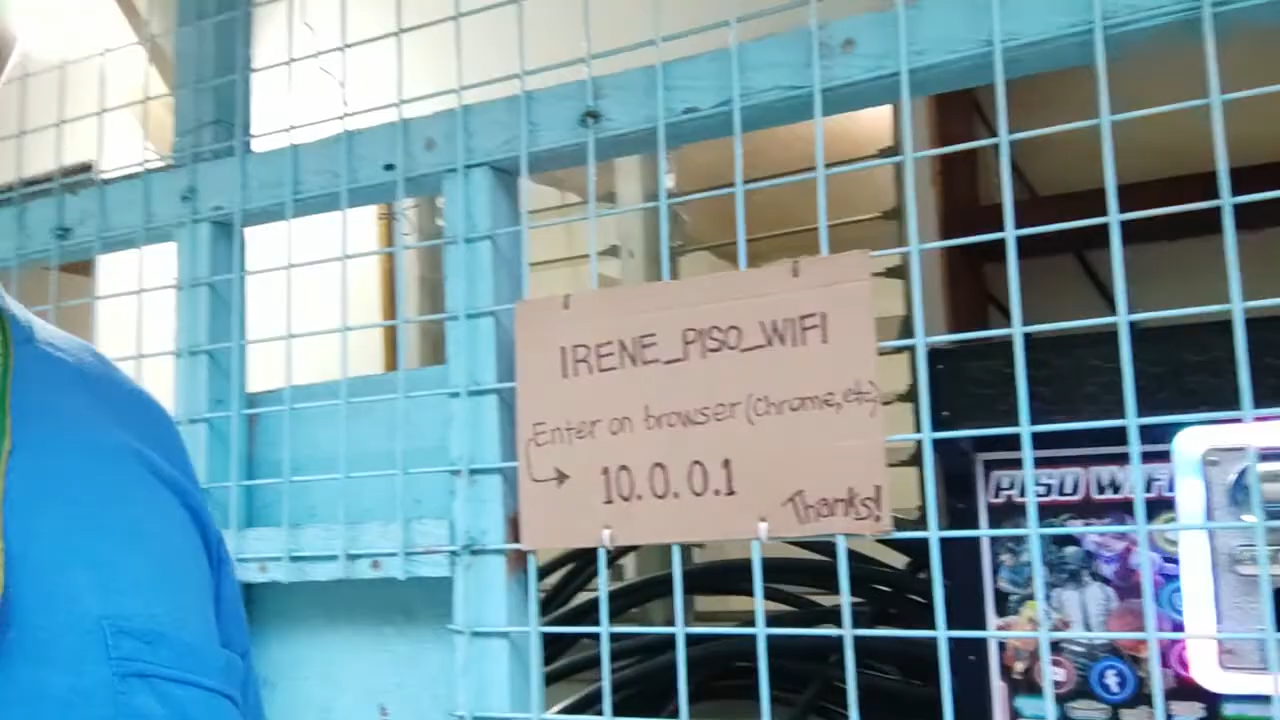 IRENE_PISO_WIFI
Enter on browser (Chrome, etc)
10.0.0.1
Thanks!
PISO WIFI